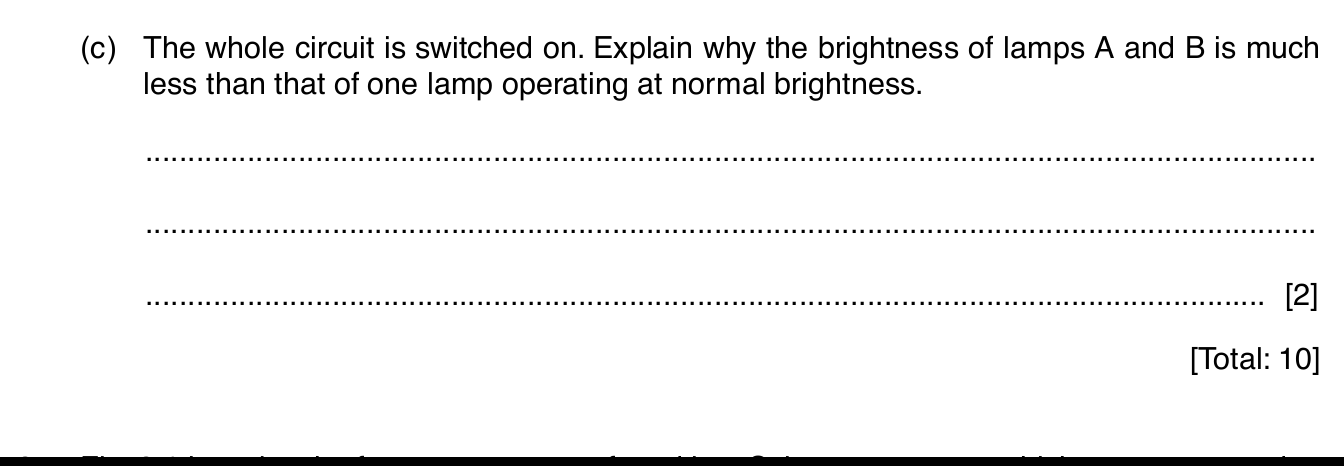 (c) The whole circuit is switched on. Explain why the brightness of lamps A and B is much
less than that of one lamp operating at normal brightness.
..........................................................................................................................................
..........................................................................................................................................
.................................................................................................................................... [2]
[Total: 10]